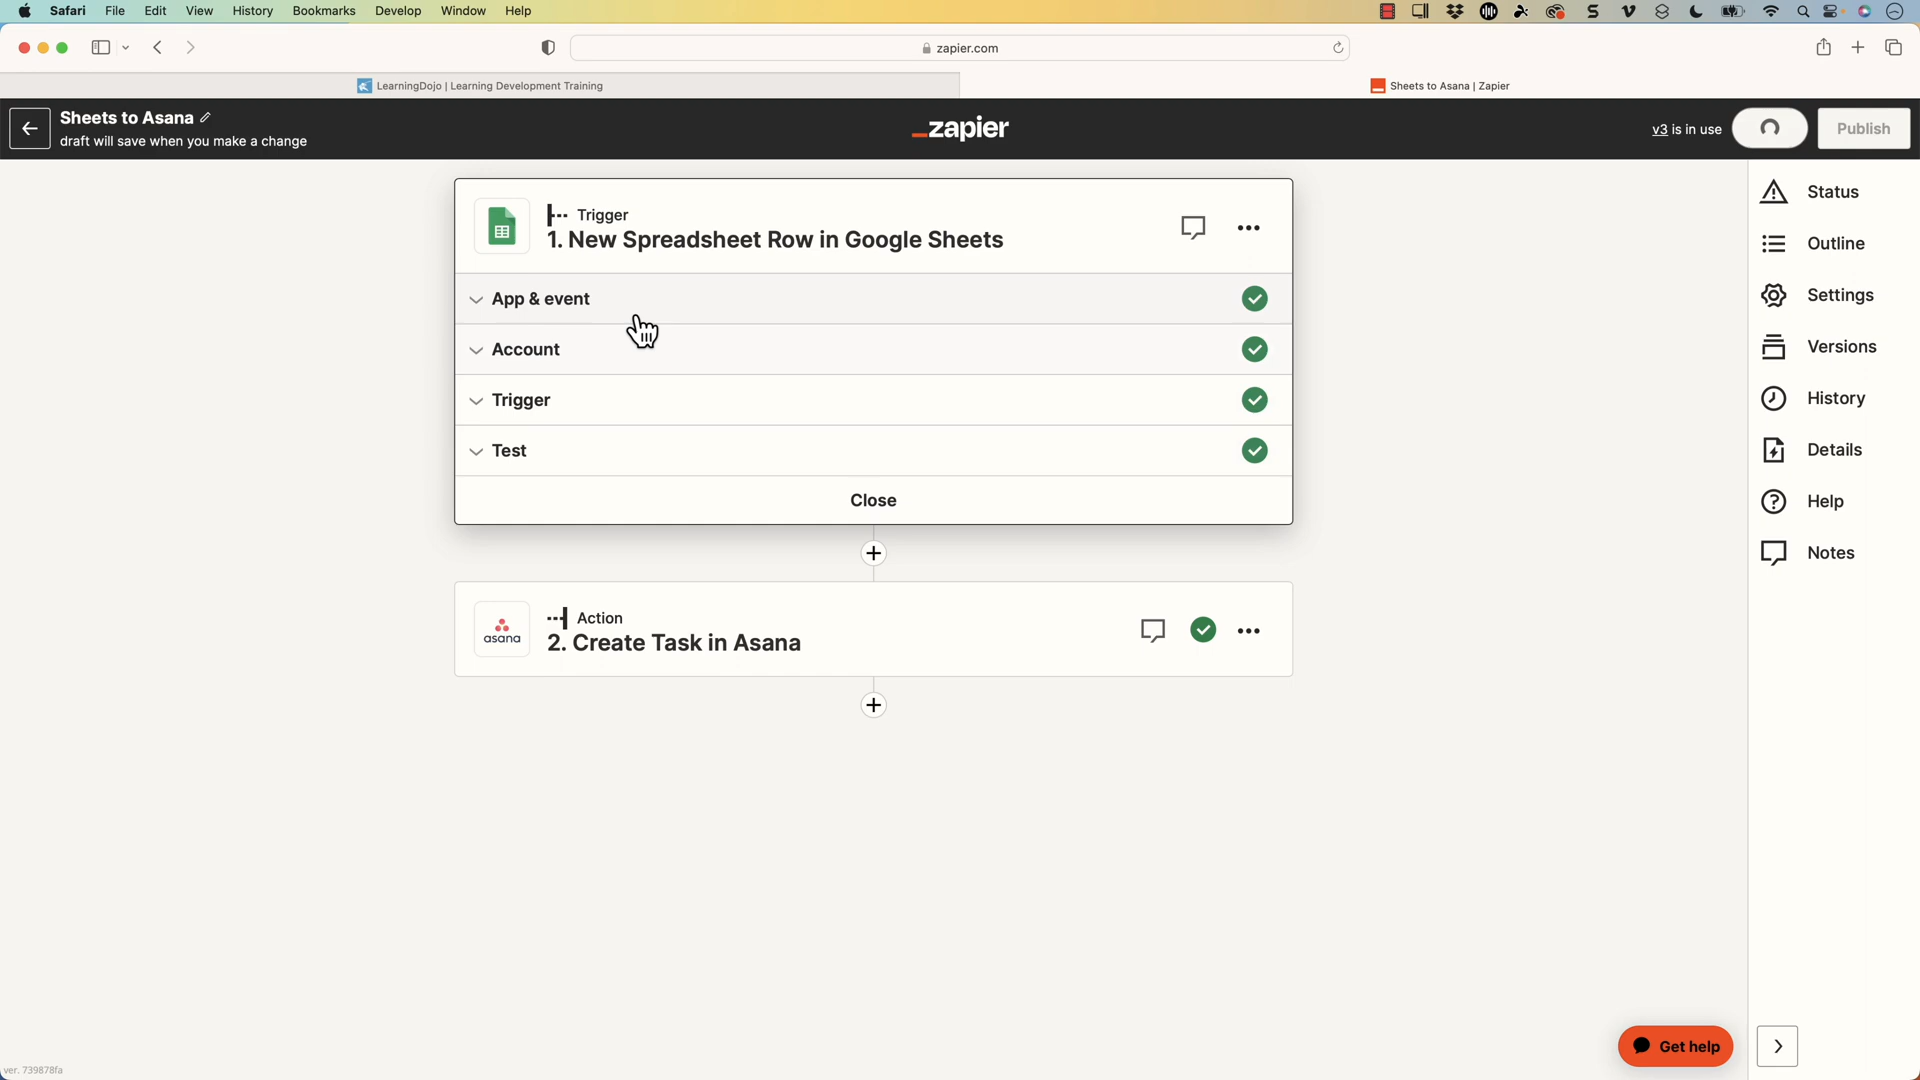 Safari File Edit View History Bookmarks Develop Window Help
zapier.com
LearningDojo | Learning Development Training
Sheets to Asana | Zapier
Sheets to Asana
draft will save when you make a change
_zapier
v3 is in use
Publish
Trigger
1. New Spreadsheet Row in Google Sheets
App & event
Account
Trigger
Test
Close
asana
Action
2. Create Task in Asana
Status
Outline
Settings
Versions
History
Details
Help
Notes
Get help
ver. 739878fa